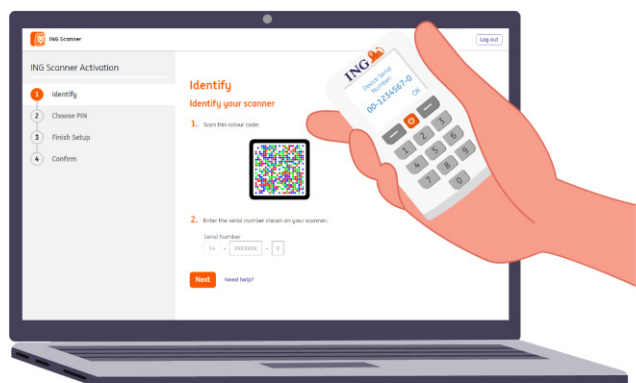 ING Scanner
Log out
ING Scanner Activation
1 Identify
2 Choose PIN
3 Finish Setup
4 Confirm
Identify
Identify your scanner
1. Scan this colour code:
2. Enter the serial number shown on your scanner:
Serial Number
- XXXXXXX - X
Next Need help?
ING
Device Serial
Number:
00-1234567-0
OK
1 2 3
4 5 6
7 8 9
0